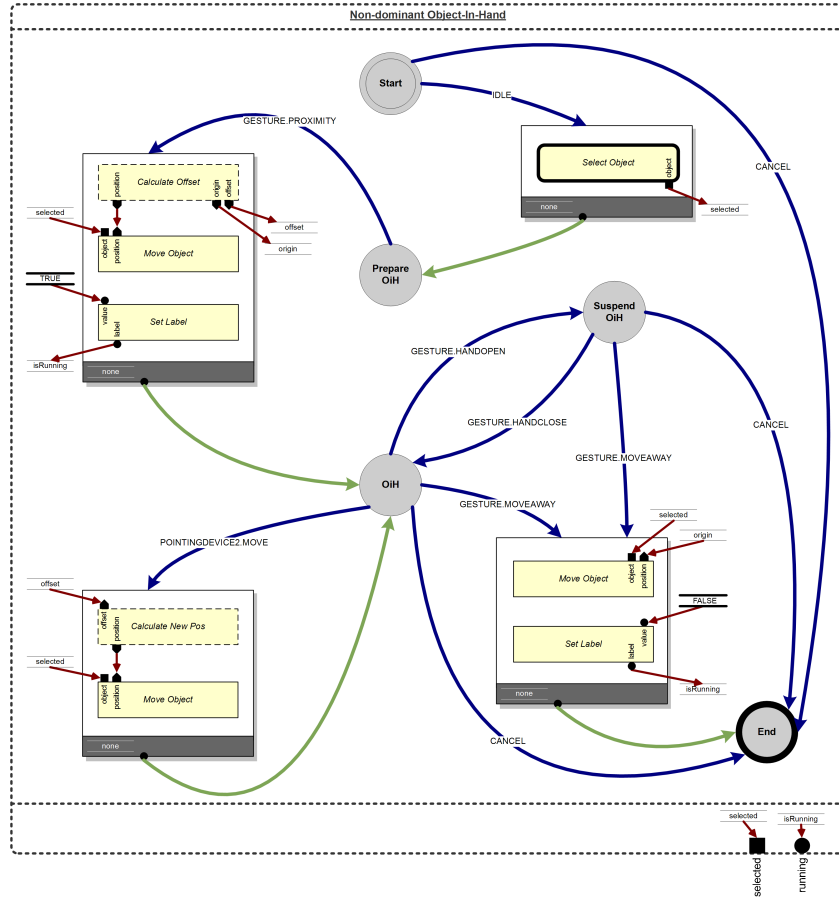 Non-dominant Object-In-Hand
Start
IDLE
CANCEL
GESTURE.PROXIMITY
Select Object
object
none
selected
position
Calculate Offset
origin
offset
selected
offset
origin
object
position
Move Object
TRUE
value
label
Set Label
isRunning
none
Prepare
OiH
Suspend
OiH
GESTURE.HANDOPEN
GESTURE.HANDCLOSE
CANCEL
GESTURE.MOVEAWAY
OiH
GESTURE.MOVEAWAY
POINTINGDEVICE2.MOVE
selected
origin
Move Object
object
position
FALSE
Set Label
label
value
isRunning
none
offset
offset
position
Calculate New Pos
selected
object
position
Move Object
none
CANCEL
End
selected
isRunning
selected
running